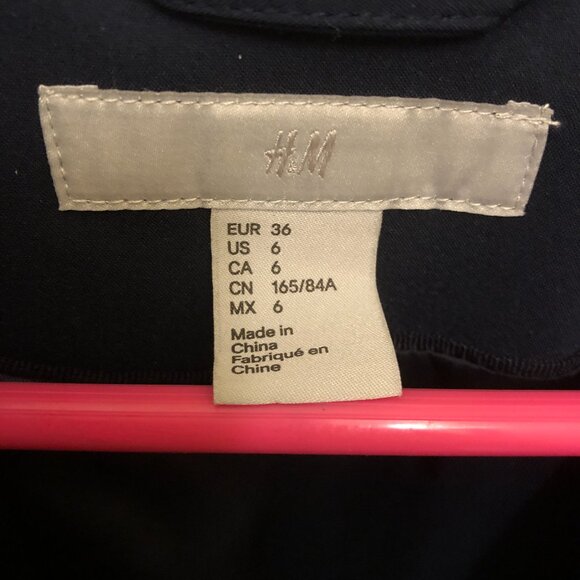 H&M
EUR 36
US 6
CA 6
CN 165/84A
MX 6
Made in
China
Fabriqué en
Chine